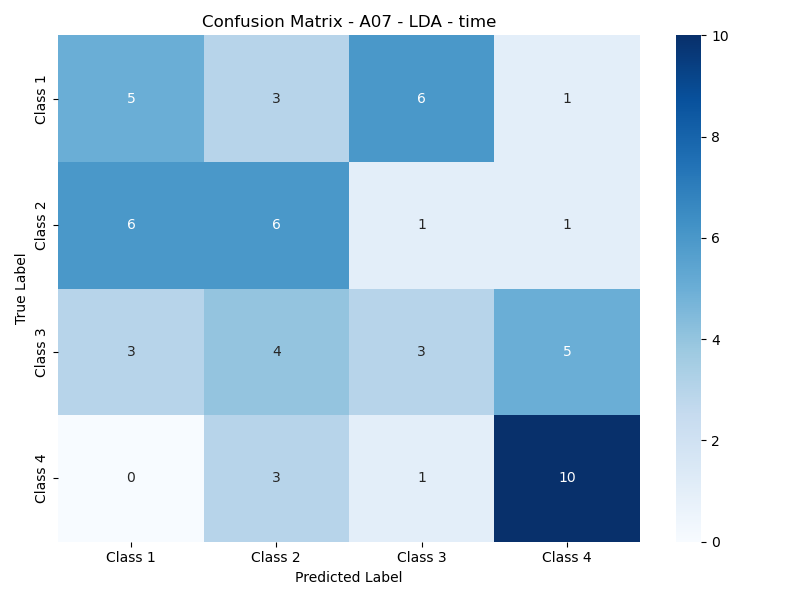 Confusion Matrix - A07 - LDA - time
True Label
Class 1
5 3 6 1
Class 2
6 6 1 1
Class 3
3 4 3 5
Class 4
0 3 1 10
Class 1 Class 2 Class 3 Class 4
Predicted Label
10
8
6
4
2
0